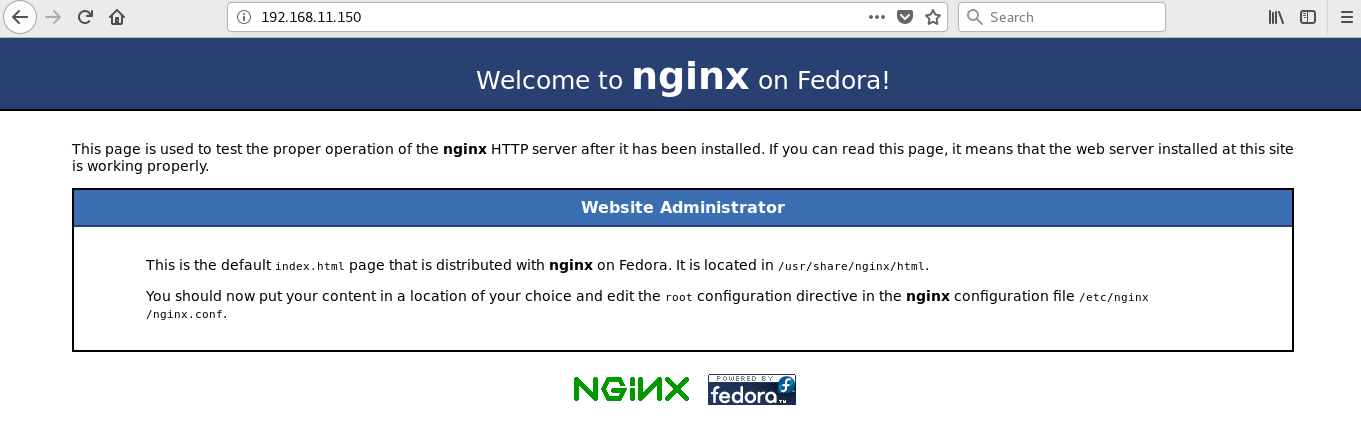 192.168.11.150
Search
Welcome to nginx on Fedora!
This page is used to test the proper operation of the nginx HTTP server after it has been installed. If you can read this page, it means that the web server installed at this site
is working properly.
Website Administrator
This is the default index.html page that is distributed with nginx on Fedora. It is located in /usr/share/nginx/html.
You should now put your content in a location of your choice and edit the root configuration directive in the nginx configuration file /etc/nginx
/nginx.conf.
NGiNX
POWERED BY
fedora™